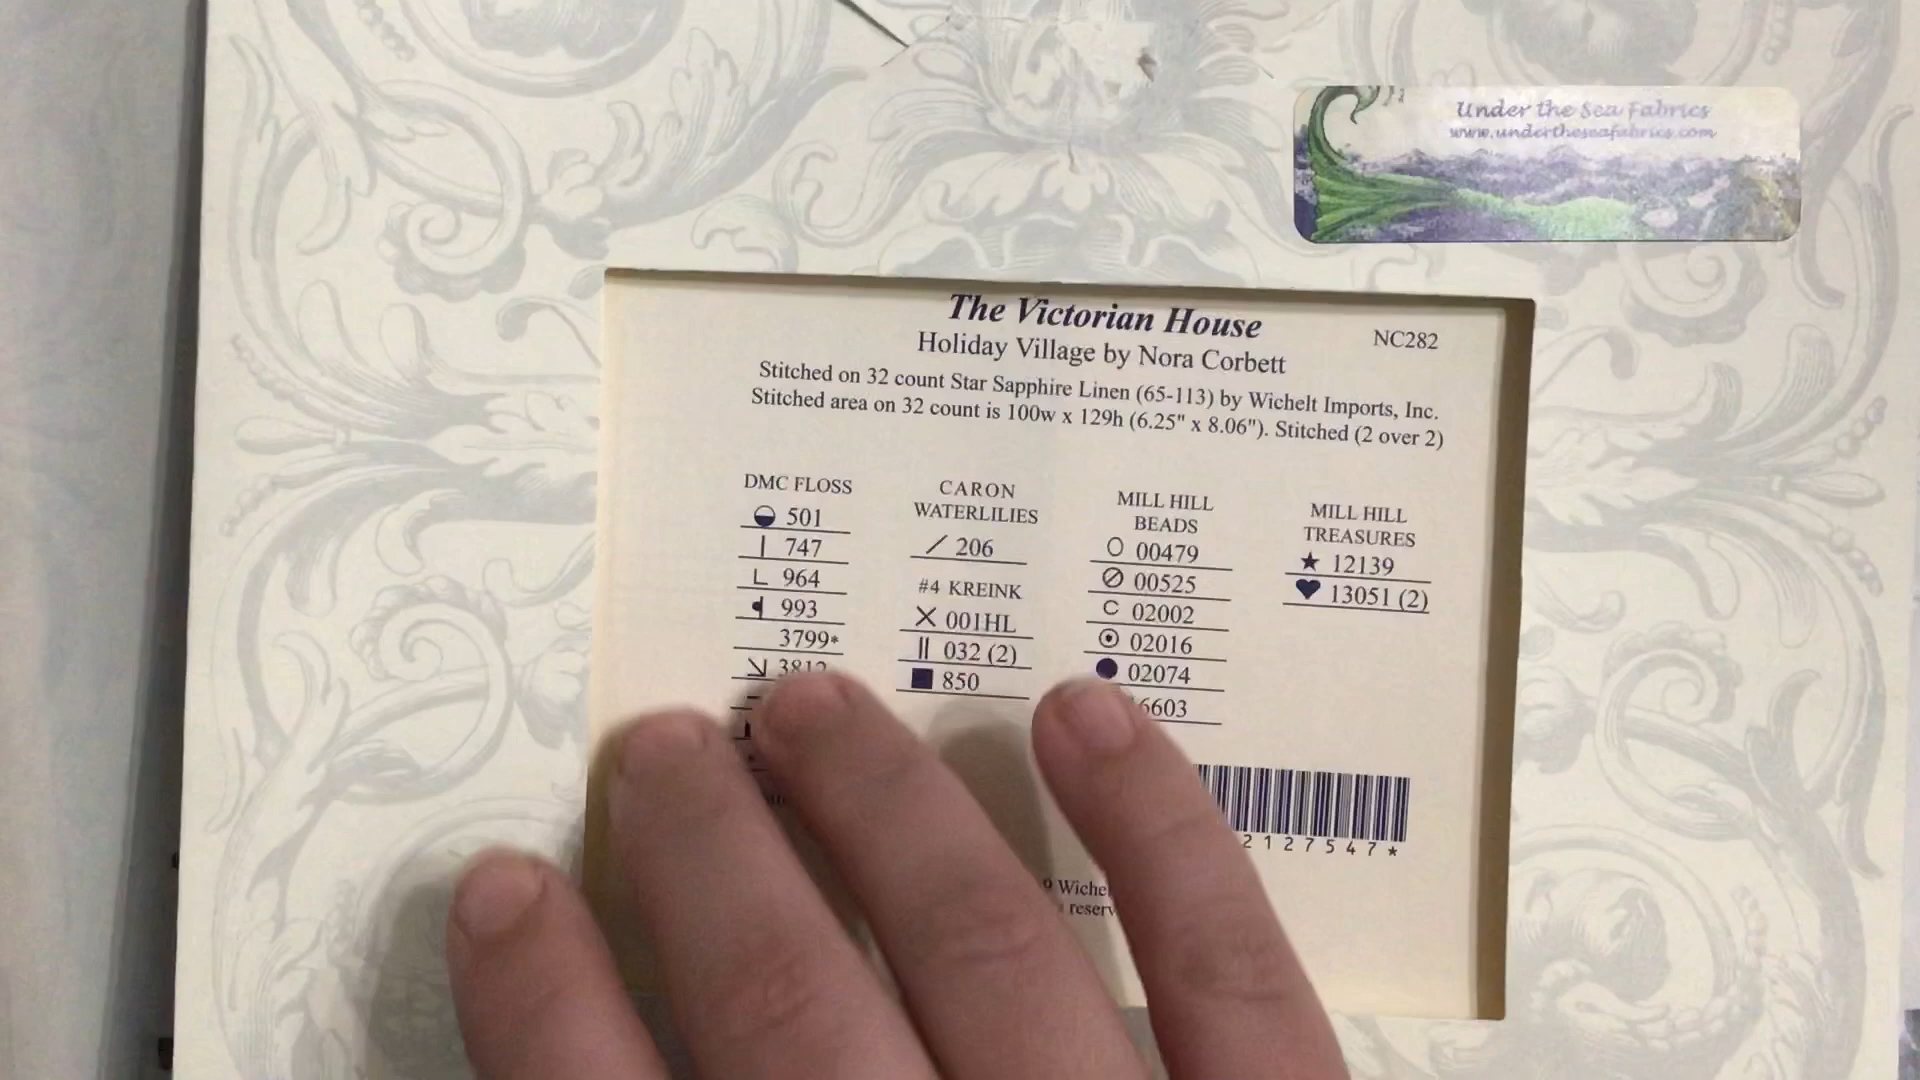 Under the Sea Fabrics
www.undertheseafabrics.com
The Victorian House
NC282
Holiday Village by Nora Corbett
Stitched on 32 count Star Sapphire Linen (65-113) by Wichelt Imports, Inc.
Stitched area on 32 count is 100w x 129h (6.25" x 8.06"). Stitched (2 over 2)
DMC FLOSS
501
747
964
993
3799*
3812
CARON
WATERLILIES
206
#4 KREINK
001HL
032 (2)
850
MILL HILL
BEADS
00479
00525
02002
02016
02074
6603
MILL HILL
TREASURES
12139
13051 (2)
2127547*